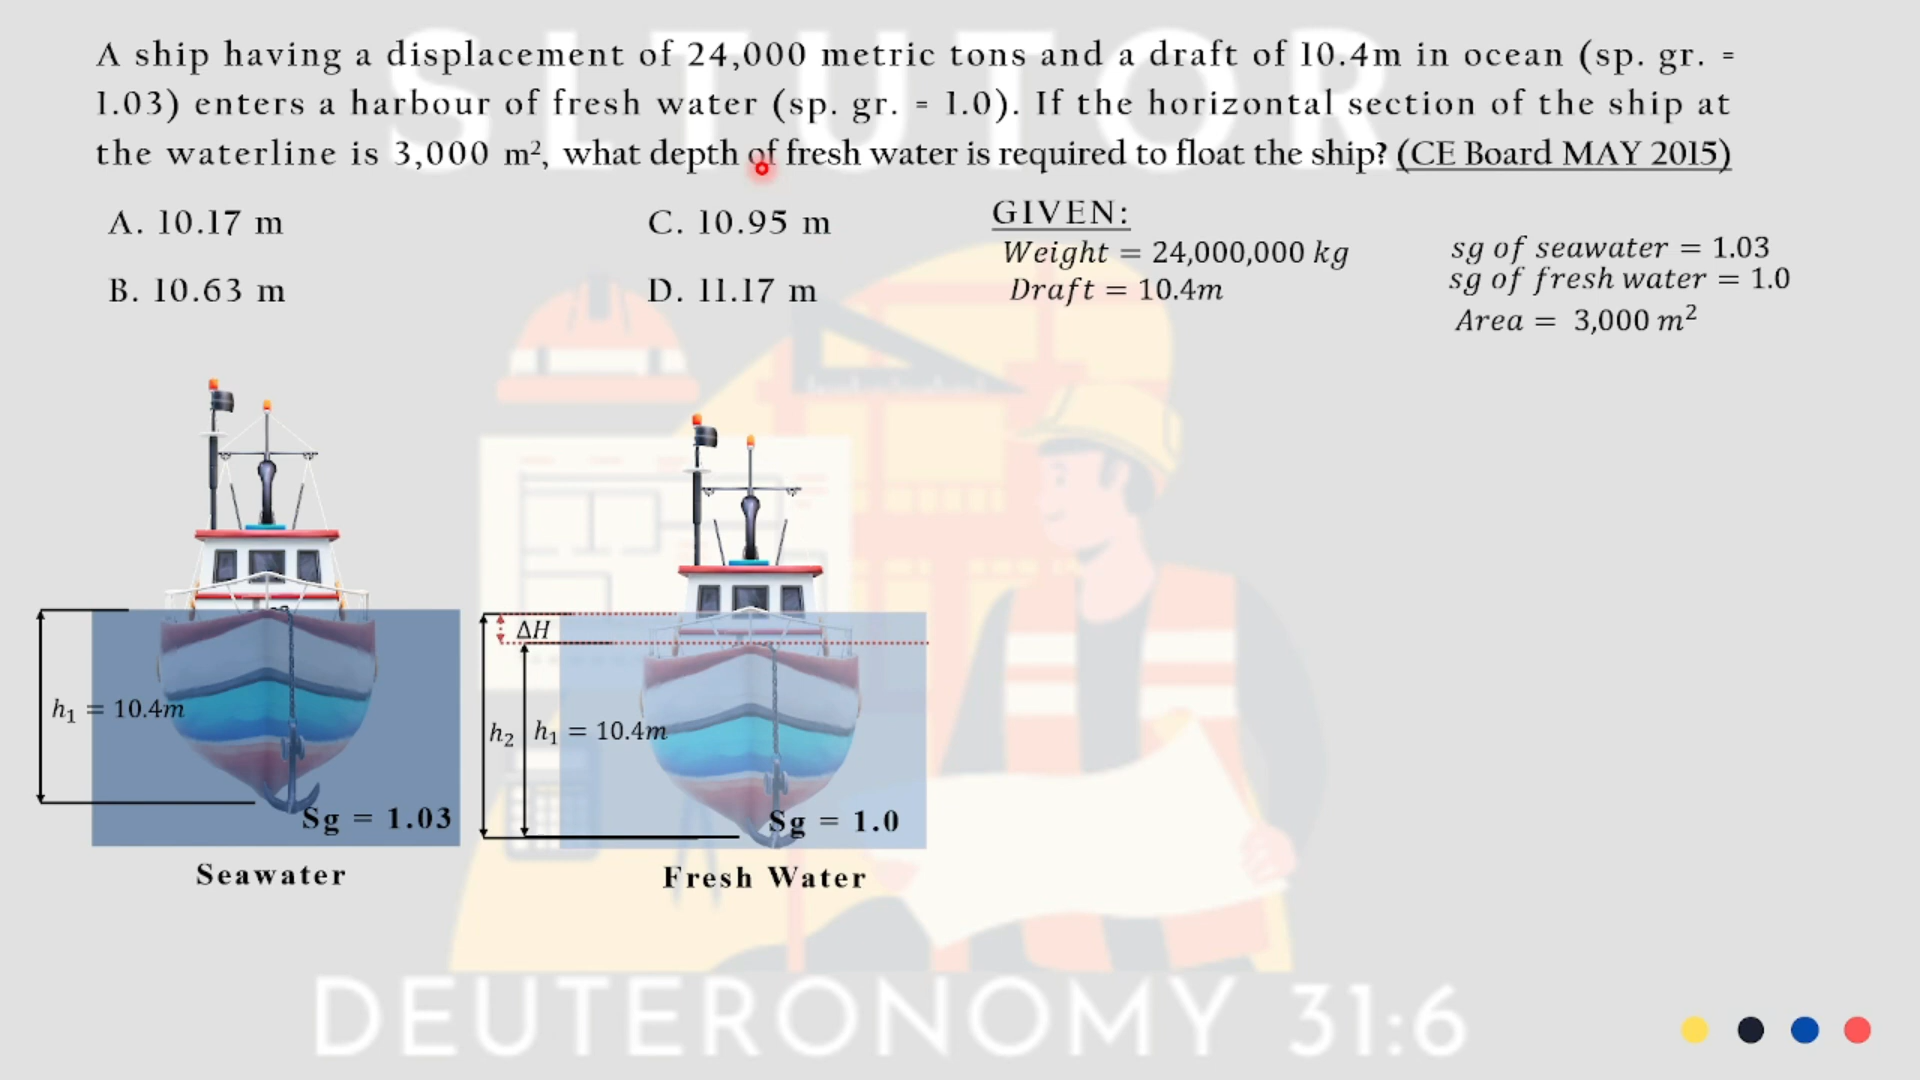 SLTUTOR
A ship having a displacement of 24,000 metric tons and a draft of 10.4m in ocean (sp. gr. =
1.03) enters a harbour of fresh water (sp. gr. = 1.0). If the horizontal section of the ship at
the waterline is 3,000 m², what depth of fresh water is required to float the ship? (CE Board MAY 2015)
A. 10.17 m
C. 10.95 m
B. 10.63 m
D. 11.17 m
GIVEN:
Weight = 24,000,000 kg
Draft = 10.4m
sg of seawater = 1.03
sg of fresh water = 1.0
Area = 3,000 m²
h₁ = 10.4m
Sg = 1.03
Seawater
ΔH
h₂
h₁ = 10.4m
Sg = 1.0
Fresh Water
DEUTERONOMY 31:6